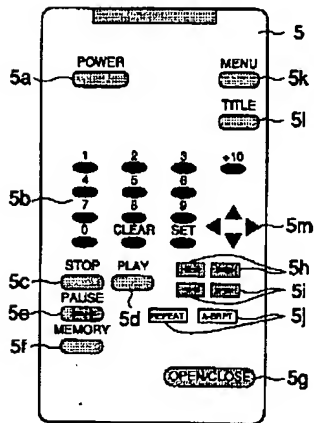 5
POWER
MENU
5a
5k
TITLE
5l
1 2 3 +10
4 5 6
5b
7 8 9
0 CLEAR SET
5m
STOP PLAY
5h
5c
5i
PAUSE
5d
5e
REPEAT A-B RPT
5j
MEMORY
5f
OPEN/CLOSE
5g